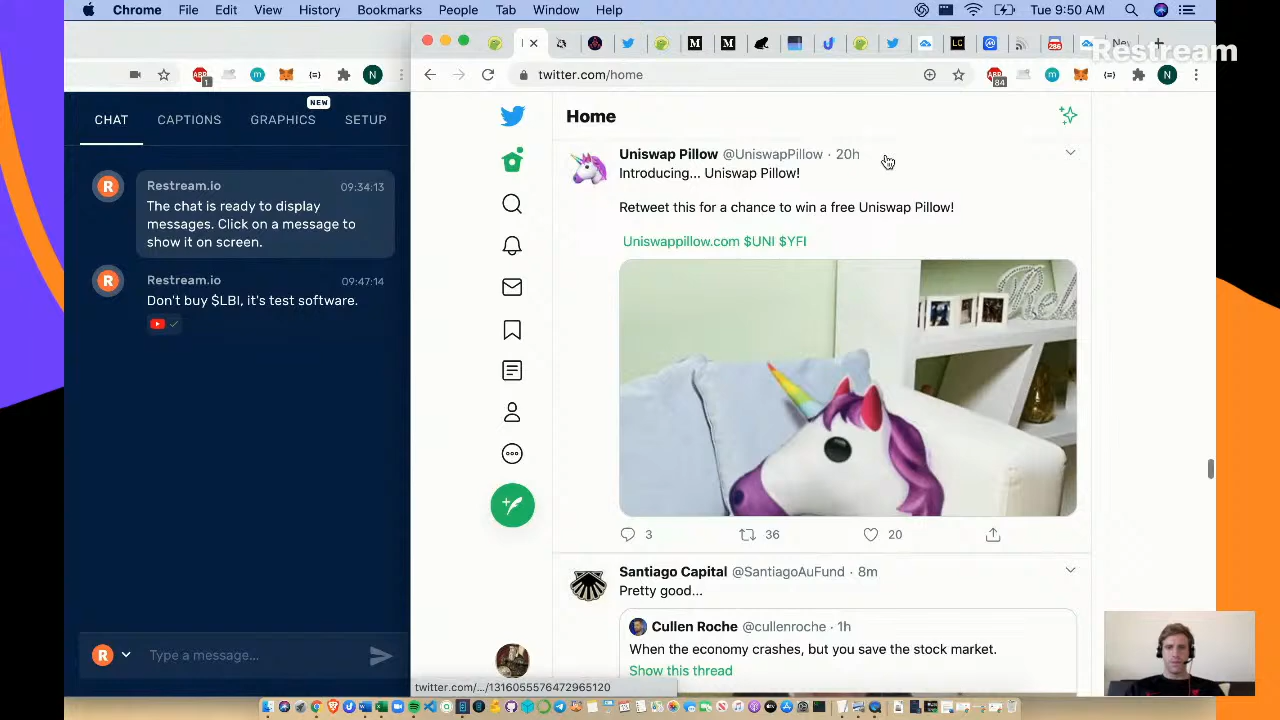 Chrome File Edit View History Bookmarks People Tab Window Help
Tue 9:50 AM
Restream
286
New
twitter.com/home
1
84
N
N
NEW
CHAT CAPTIONS GRAPHICS SETUP
Restream.io 09:34:13
The chat is ready to display
messages. Click on a message to
show it on screen.
Restream.io 09:47:14
Don't buy $LBI, it's test software.
Type a message...
Home
Uniswap Pillow @UniswapPillow · 20h
Introducing... Uniswap Pillow!
Retweet this for a chance to win a free Uniswap Pillow!
Uniswappillow.com $UNI $YFI
3 36 20
Santiago Capital @SantiagoAuFund · 8m
Pretty good...
Cullen Roche @cullenroche · 1h
When the economy crashes, but you save the stock market.
Show this thread
twitter.com/.../1316055576472965120